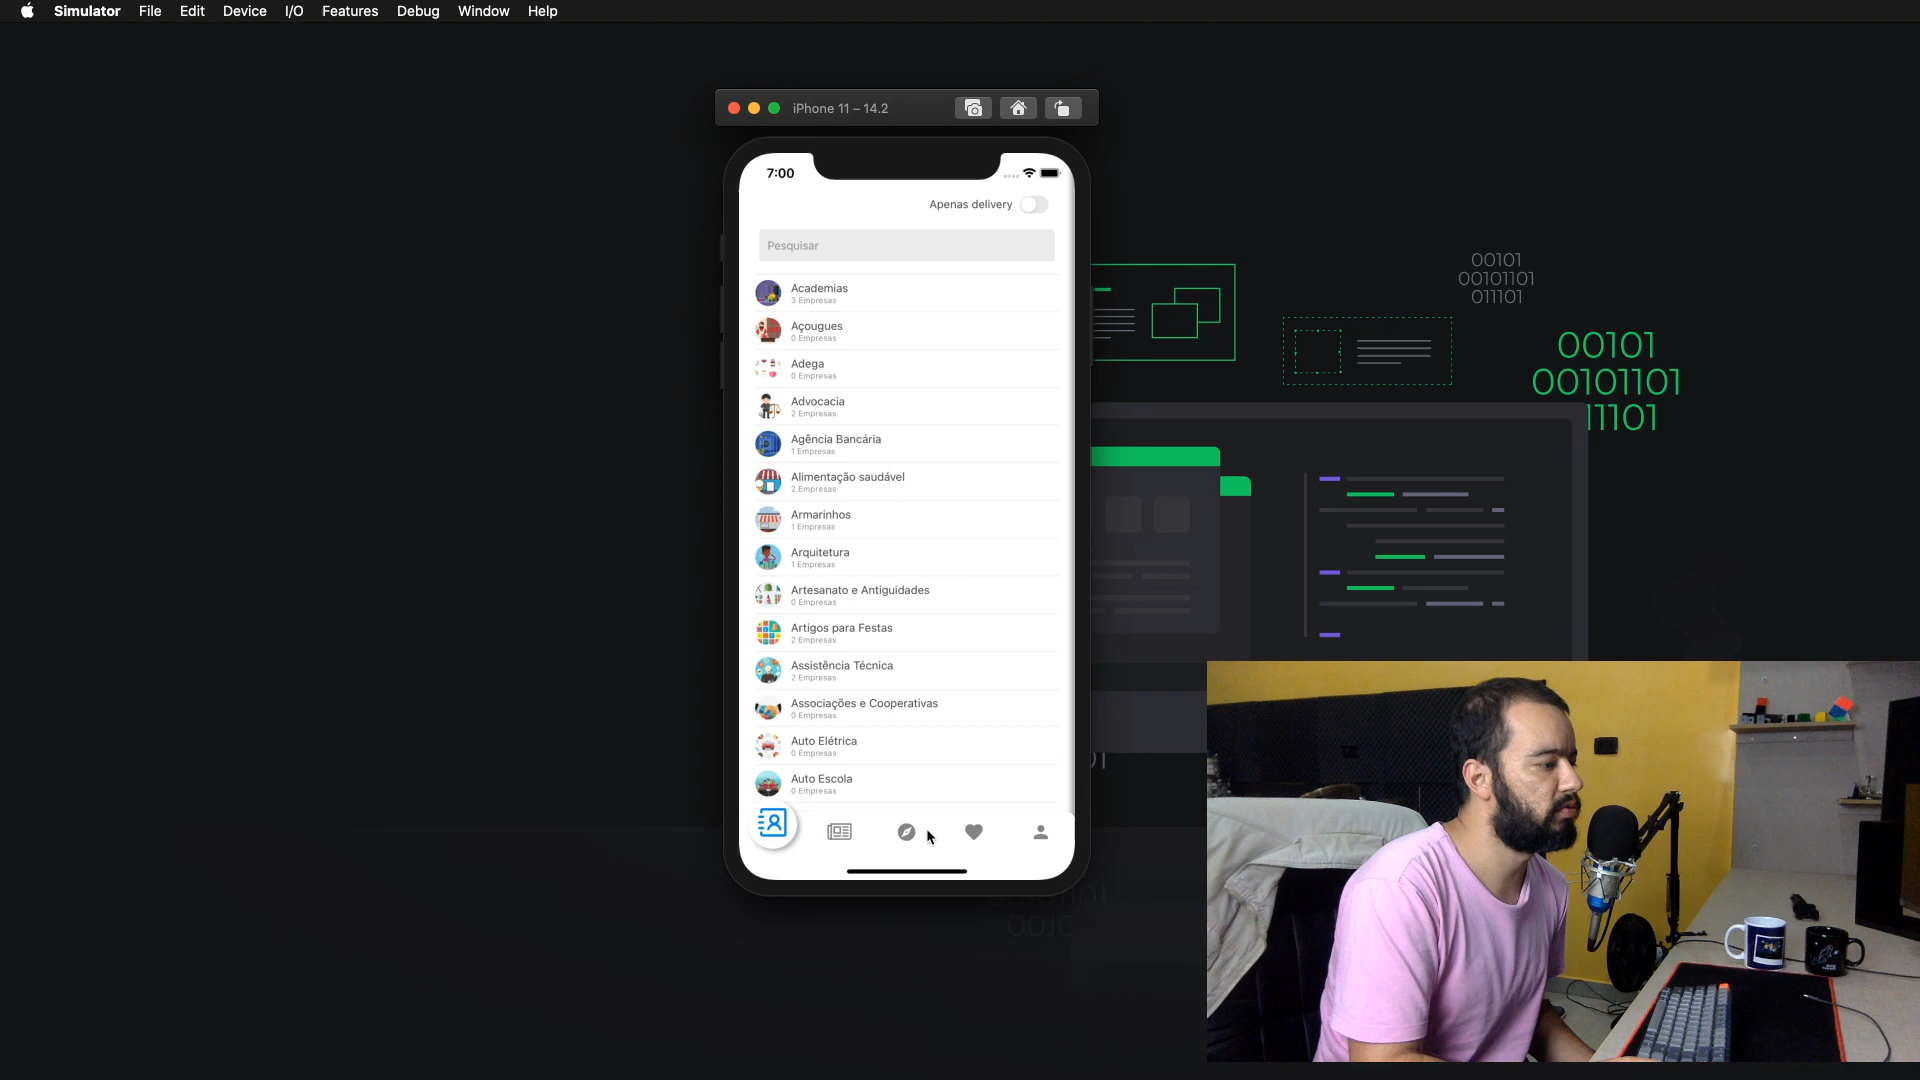 Simulator File Edit Device I/O Features Debug Window Help
iPhone 11 – 14.2
7:00
Apenas delivery
Pesquisar
Academias
3 Empresas
Açougues
0 Empresas
Adega
0 Empresas
Advocacia
2 Empresas
Agência Bancária
1 Empresas
Alimentação saudável
2 Empresas
Armarinhos
1 Empresas
Arquitetura
1 Empresas
Artesanato e Antiguidades
0 Empresas
Artigos para Festas
2 Empresas
Assistência Técnica
2 Empresas
Associações e Cooperativas
0 Empresas
Auto Elétrica
0 Empresas
Auto Escola
0 Empresas
00101
00101101
011101
00101
00101101
11101